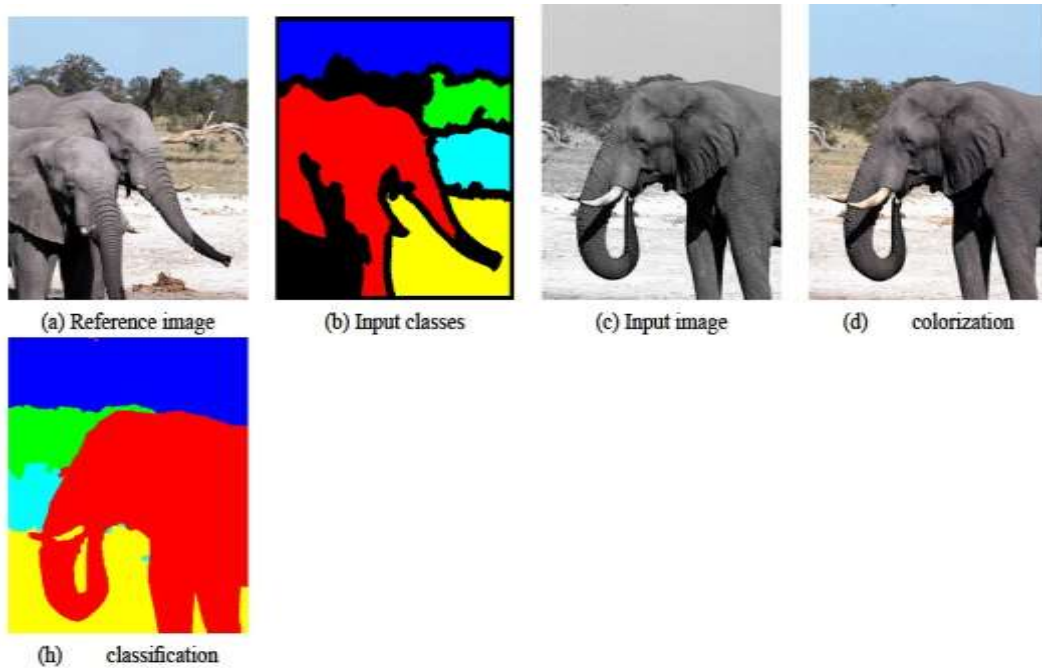 (a) Reference image
(b) Input classes
(c) Input image
(d) colorization
(h) classification